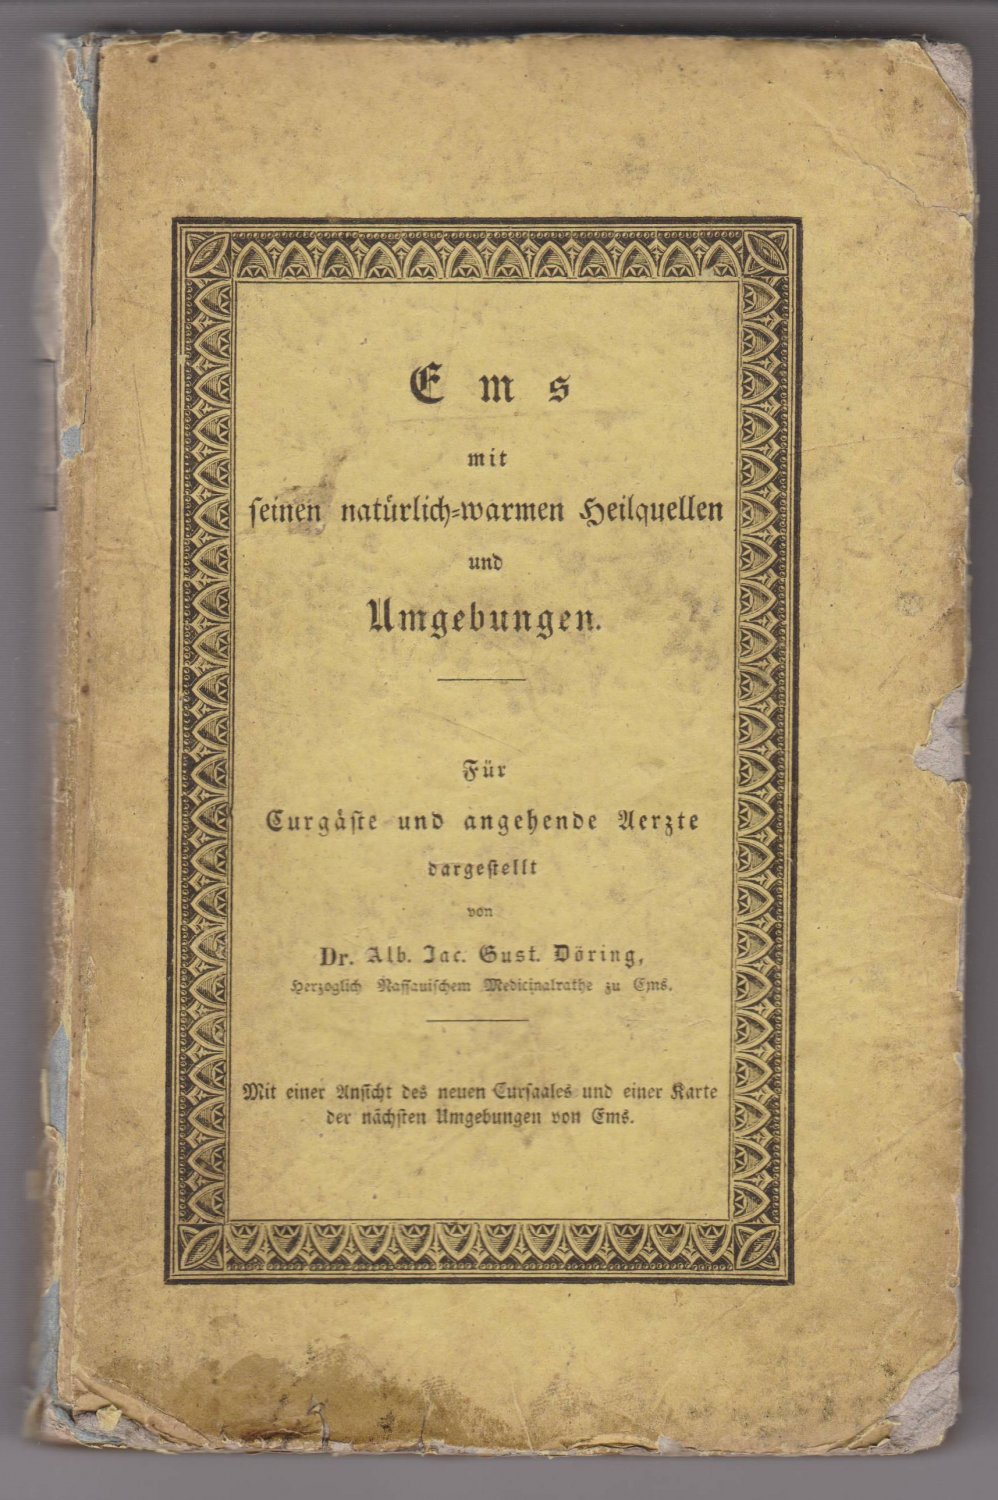 Ems
mit
ſeinen natürlich=warmen Heilquellen
und
Umgebungen.
Für
Curgäſte und angehende Aerzte
dargeſtellt
von
Dr. Alb. Jac. Gust. Döring,
Herzoglich Naſſauiſchem Medicinalrathe zu Ems.
Mit einer Anſicht des neuen Curſaales und einer Karte
der nächſten Umgebungen von Ems.